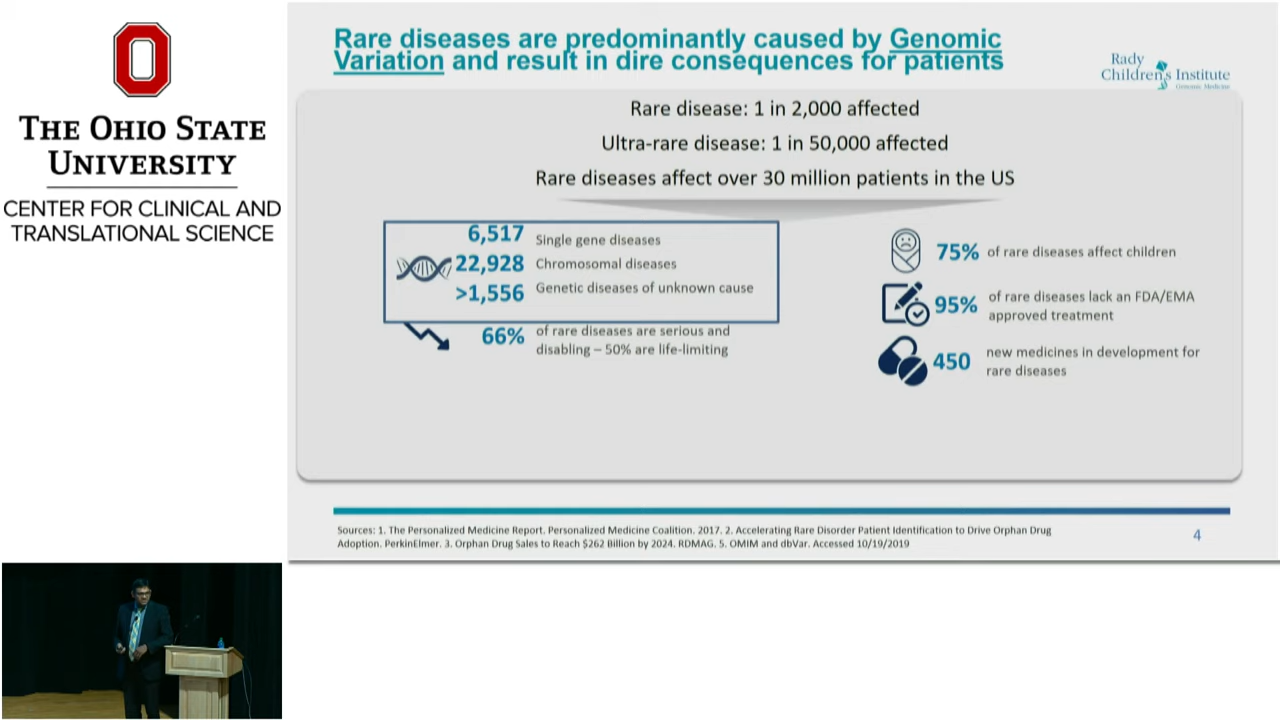 THE OHIO STATE
UNIVERSITY
CENTER FOR CLINICAL AND
TRANSLATIONAL SCIENCE
Rare diseases are predominantly caused by Genomic
Variation and result in dire consequences for patients
Rady
Children's Institute
Genomic Medicine
Rare disease: 1 in 2,000 affected
Ultra-rare disease: 1 in 50,000 affected
Rare diseases affect over 30 million patients in the US
6,517 Single gene diseases
22,928 Chromosomal diseases
>1,556 Genetic diseases of unknown cause
66% of rare diseases are serious and
disabling – 50% are life-limiting
75% of rare diseases affect children
95% of rare diseases lack an FDA/EMA
approved treatment
450 new medicines in development for
rare diseases
Sources: 1. The Personalized Medicine Report. Personalized Medicine Coalition. 2017. 2. Accelerating Rare Disorder Patient Identification to Drive Orphan Drug
Adoption. PerkinElmer. 3. Orphan Drug Sales to Reach $262 Billion by 2024. RDMAG. 5. OMIM and dbVar. Accessed 10/19/2019
4